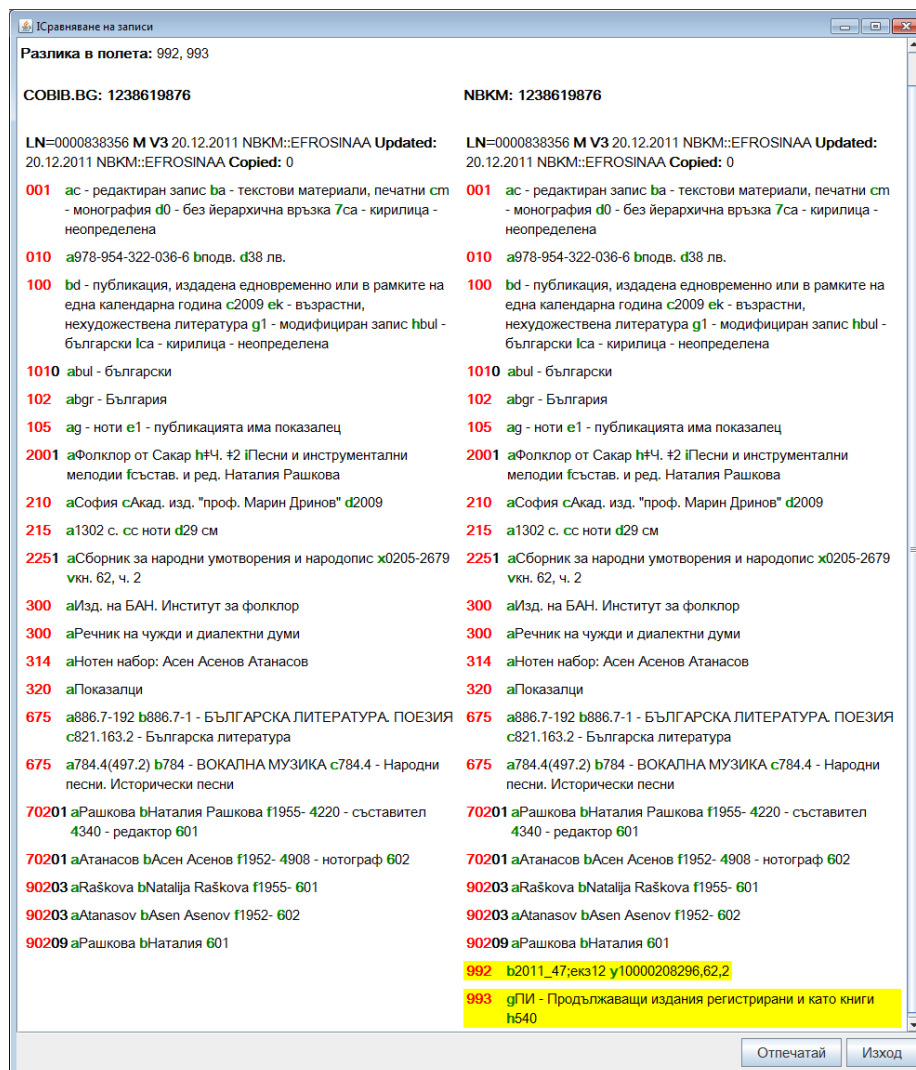 IСравняване на записи
Разлика в полета: 992, 993
COBIB.BG: 1238619876
LN=0000838356 M V3 20.12.2011 NBKM::EFROSINAA Updated:
20.12.2011 NBKM::EFROSINAA Copied: 0
001 ac - редактиран запис ba - текстови материали, печатни cm
- монография d0 - без йерархична връзка 7ca - кирилица -
неопределена
010 a978-954-322-036-6 bподв. d38 лв.
100 bd - публикация, издадена едновременно или в рамките на
една календарна година c2009 ek - възрастни,
нехудожествена литература g1 - модифициран запис hbul -
български lca - кирилица - неопределена
1010 abul - български
102 abgr - България
105 ag - ноти e1 - публикацията има показалец
2001 aФолклор от Сакар h‡Ч. ‡2 iПесни и инструментални
мелодии fсъстав. и ред. Наталия Рашкова
210 aСофия cАкад. изд. "проф. Марин Дринов" d2009
215 a1302 с. cс ноти d29 см
2251 aСборник за народни умотворения и народопис x0205-2679
vкн. 62, ч. 2
300 aИзд. на БАН. Институт за фолклор
300 aРечник на чужди и диалектни думи
314 aНотен набор: Асен Асенов Атанасов
320 aПоказалци
675 a886.7-192 b886.7-1 - БЪЛГАРСКА ЛИТЕРАТУРА. ПОЕЗИЯ
c821.163.2 - Българска литература
675 a784.4(497.2) b784 - ВОКАЛНА МУЗИКА c784.4 - Народни
песни. Исторически песни
70201 aРашкова bНаталия Рашкова f1955- 4220 - съставител
4340 - редактор 601
70201 aАтанасов bАсен Асенов f1952- 4908 - нотограф 602
90203 aRaškova bNatalija Raškova f1955- 601
90203 aAtanasov bAsen Asenov f1952- 602
90209 aРашкова bНаталия 601
NBKM: 1238619876
LN=0000838356 M V3 20.12.2011 NBKM::EFROSINAA Updated:
20.12.2011 NBKM::EFROSINAA Copied: 0
001 ac - редактиран запис ba - текстови материали, печатни cm
- монография d0 - без йерархична връзка 7ca - кирилица -
неопределена
010 a978-954-322-036-6 bподв. d38 лв.
100 bd - публикация, издадена едновременно или в рамките на
една календарна година c2009 ek - възрастни,
нехудожествена литература g1 - модифициран запис hbul -
български lca - кирилица - неопределена
1010 abul - български
102 abgr - България
105 ag - ноти e1 - публикацията има показалец
2001 aФолклор от Сакар h‡Ч. ‡2 iПесни и инструментални
мелодии fсъстав. и ред. Наталия Рашкова
210 aСофия cАкад. изд. "проф. Марин Дринов" d2009
215 a1302 с. cс ноти d29 см
2251 aСборник за народни умотворения и народопис x0205-2679
vкн. 62, ч. 2
300 aИзд. на БАН. Институт за фолклор
300 aРечник на чужди и диалектни думи
314 aНотен набор: Асен Асенов Атанасов
320 aПоказалци
675 a886.7-192 b886.7-1 - БЪЛГАРСКА ЛИТЕРАТУРА. ПОЕЗИЯ
c821.163.2 - Българска литература
675 a784.4(497.2) b784 - ВОКАЛНА МУЗИКА c784.4 - Народни
песни. Исторически песни
70201 aРашкова bНаталия Рашкова f1955- 4220 - съставител
4340 - редактор 601
70201 aАтанасов bАсен Асенов f1952- 4908 - нотограф 602
90203 aRaškova bNatalija Raškova f1955- 601
90203 aAtanasov bAsen Asenov f1952- 602
90209 aРашкова bНаталия 601
992 b2011_47;екз12 y10000208296,62,2
993 gПИ - Продължаващи издания регистрирани и като книги
h540
Отпечатай
Изход